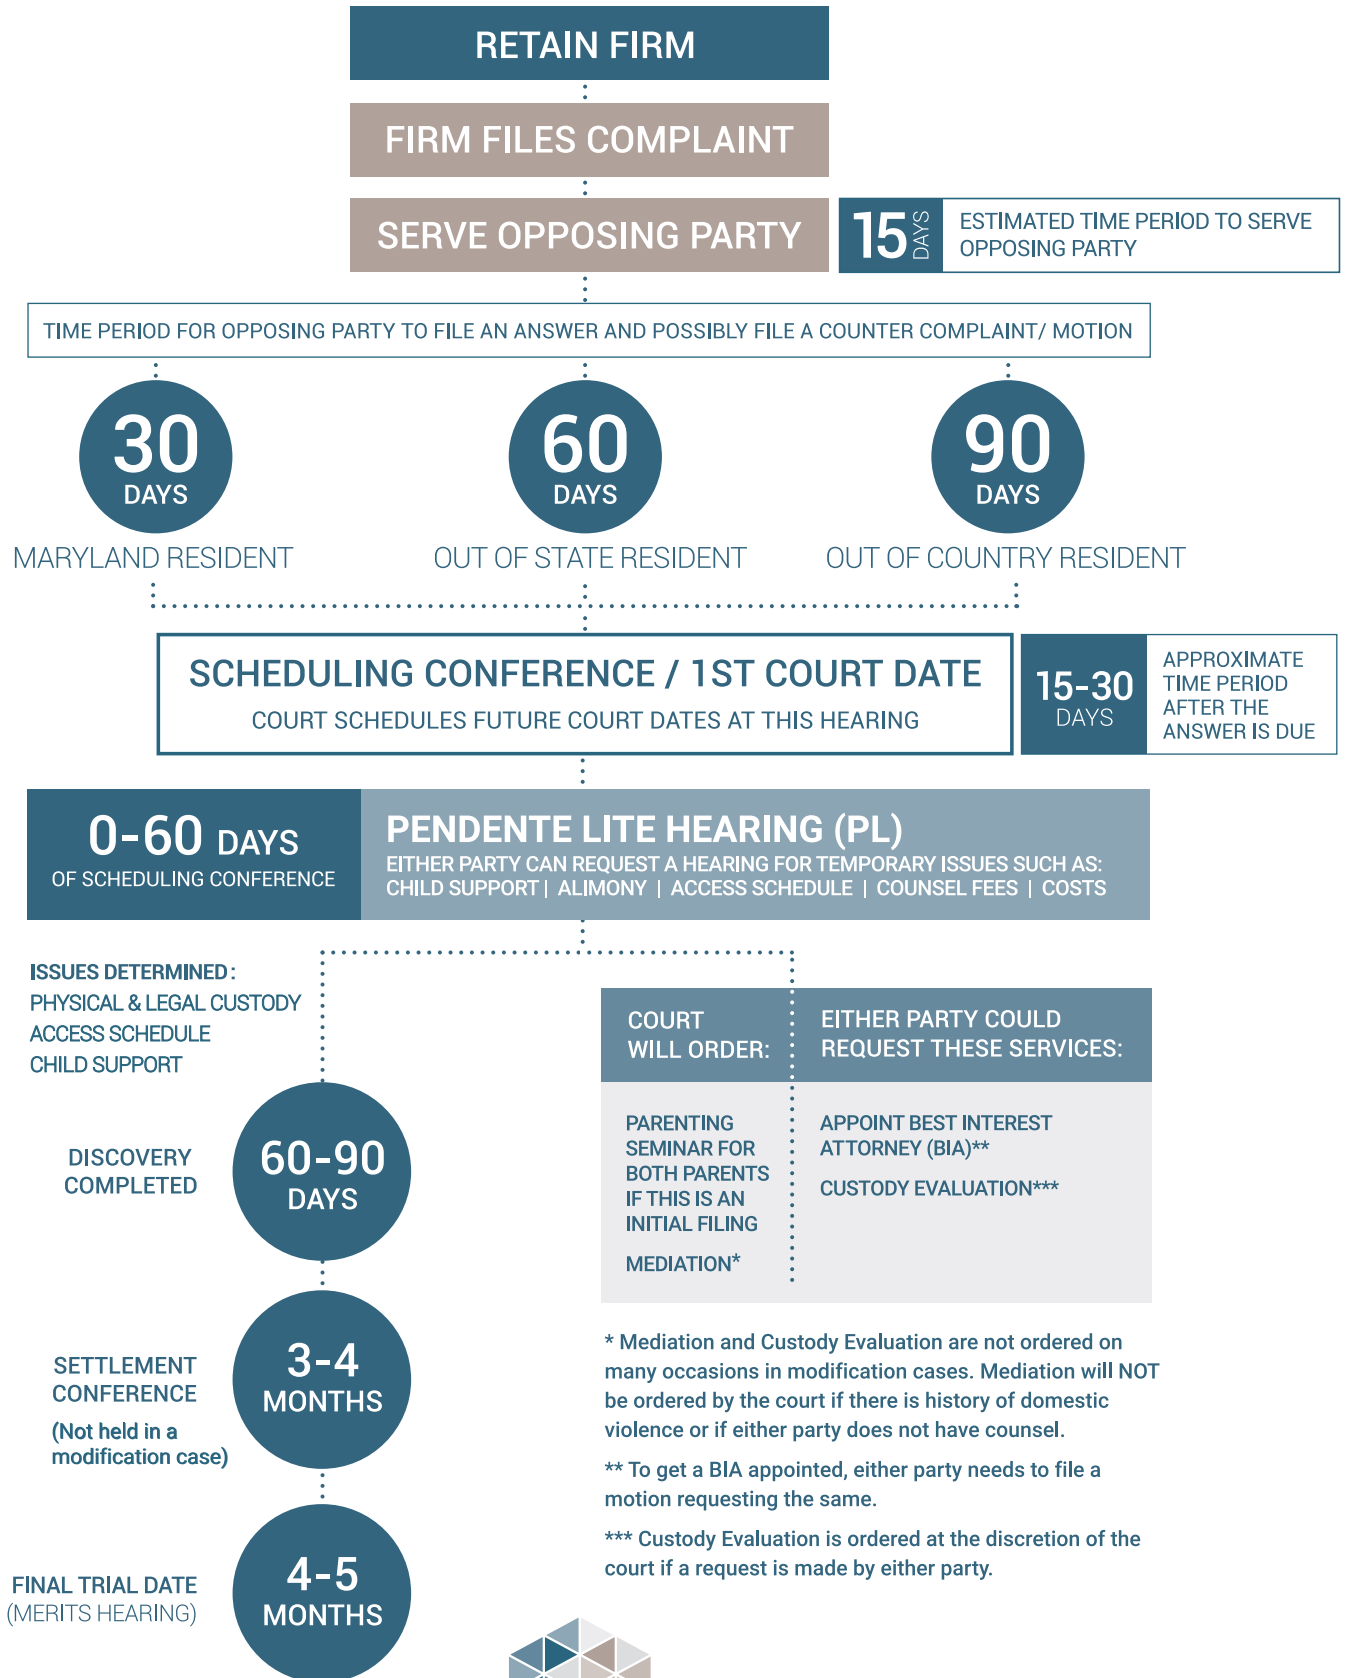 RETAIN FIRM
FIRM FILES COMPLAINT
SERVE OPPOSING PARTY
15 DAYS
ESTIMATED TIME PERIOD TO SERVE
OPPOSING PARTY
TIME PERIOD FOR OPPOSING PARTY TO FILE AN ANSWER AND POSSIBLY FILE A COUNTER COMPLAINT/ MOTION
30
DAYS
MARYLAND RESIDENT
60
DAYS
OUT OF STATE RESIDENT
90
DAYS
OUT OF COUNTRY RESIDENT
SCHEDULING CONFERENCE / 1ST COURT DATE
COURT SCHEDULES FUTURE COURT DATES AT THIS HEARING
15-30
DAYS
APPROXIMATE
TIME PERIOD
AFTER THE
ANSWER IS DUE
0-60 DAYS
OF SCHEDULING CONFERENCE
PENDENTE LITE HEARING (PL)
EITHER PARTY CAN REQUEST A HEARING FOR TEMPORARY ISSUES SUCH AS:
CHILD SUPPORT | ALIMONY | ACCESS SCHEDULE | COUNSEL FEES | COSTS
ISSUES DETERMINED:
PHYSICAL & LEGAL CUSTODY
ACCESS SCHEDULE
CHILD SUPPORT
DISCOVERY
COMPLETED
60-90
DAYS
SETTLEMENT
CONFERENCE
(Not held in a
modification case)
3-4
MONTHS
FINAL TRIAL DATE
(MERITS HEARING)
4-5
MONTHS
COURT
WILL ORDER:
PARENTING
SEMINAR FOR
BOTH PARENTS
IF THIS IS AN
INITIAL FILING
MEDIATION*
EITHER PARTY COULD
REQUEST THESE SERVICES:
APPOINT BEST INTEREST
ATTORNEY (BIA)**
CUSTODY EVALUATION***
* Mediation and Custody Evaluation are not ordered on
many occasions in modification cases. Mediation will NOT
be ordered by the court if there is history of domestic
violence or if either party does not have counsel.
** To get a BIA appointed, either party needs to file a
motion requesting the same.
*** Custody Evaluation is ordered at the discretion of the
court if a request is made by either party.